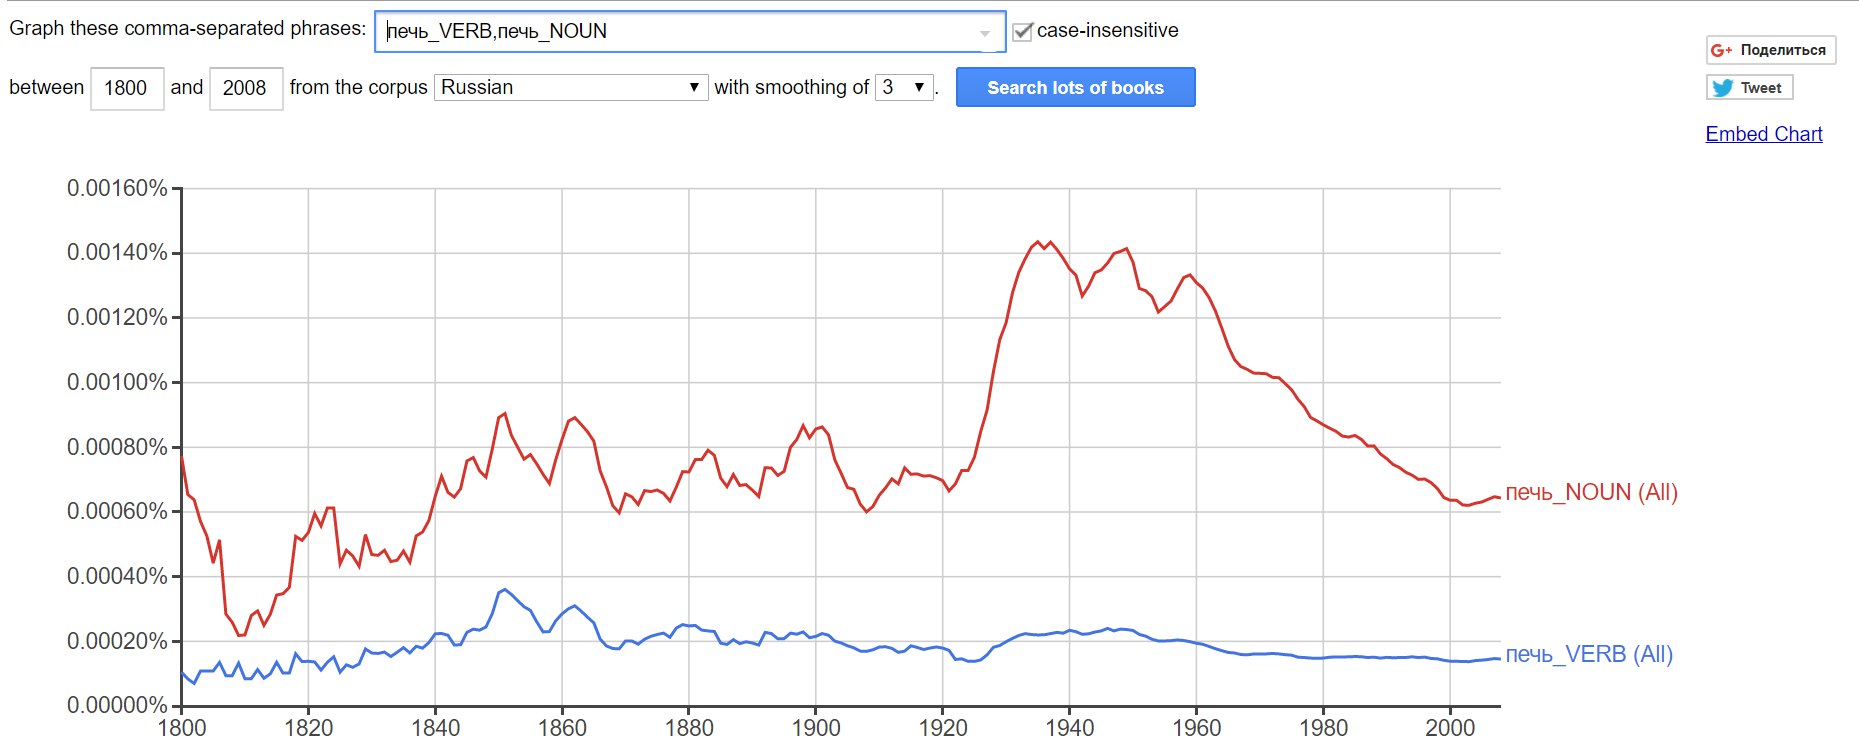 Graph these comma-separated phrases: печь_VERB,печь_NOUN case-insensitive
between 1800 and 2008 from the corpus Russian with smoothing of 3 . Search lots of books
G+ Поделиться
Tweet
Embed Chart
0.00160%
0.00140%
0.00120%
0.00100%
0.00080%
0.00060%
0.00040%
0.00020%
0.00000%
печь_NOUN (All)
печь_VERB (All)
1800 1820 1840 1860 1880 1900 1920 1940 1960 1980 2000